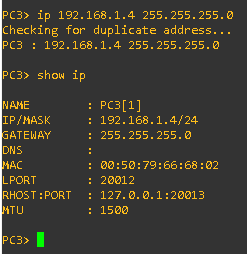 PC3> ip 192.168.1.4 255.255.255.0
Checking for duplicate address...
PC3 : 192.168.1.4 255.255.255.0
PC3> show ip
NAME : PC3[1]
IP/MASK : 192.168.1.4/24
GATEWAY : 255.255.255.0
DNS :
MAC : 00:50:79:66:68:02
LPORT : 20012
RHOST:PORT : 127.0.0.1:20013
MTU : 1500
PC3>